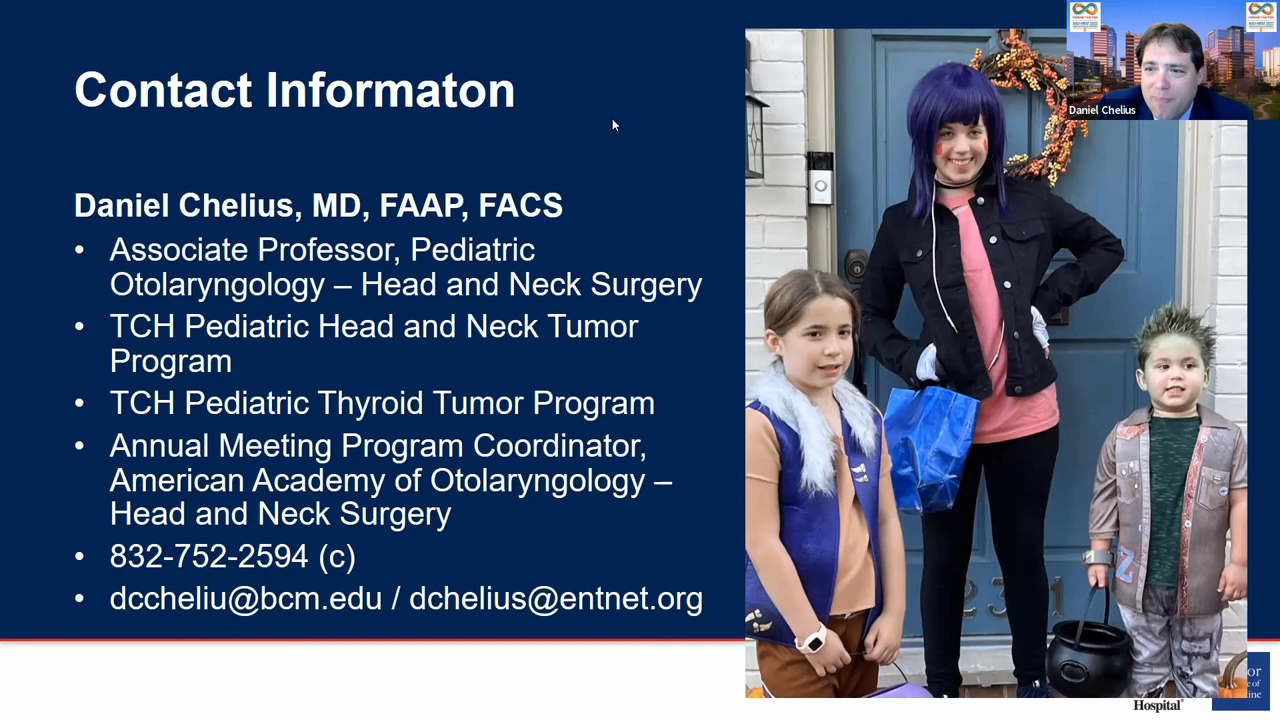 Contact Informaton
Daniel Chelius, MD, FAAP, FACS
• Associate Professor, Pediatric
Otolaryngology – Head and Neck Surgery
• TCH Pediatric Head and Neck Tumor
Program
• TCH Pediatric Thyroid Tumor Program
• Annual Meeting Program Coordinator,
American Academy of Otolaryngology –
Head and Neck Surgery
• 832-752-2594 (c)
• dccheliu@bcm.edu / dchelius@entnet.org
Daniel Chelius
Z
Hospital